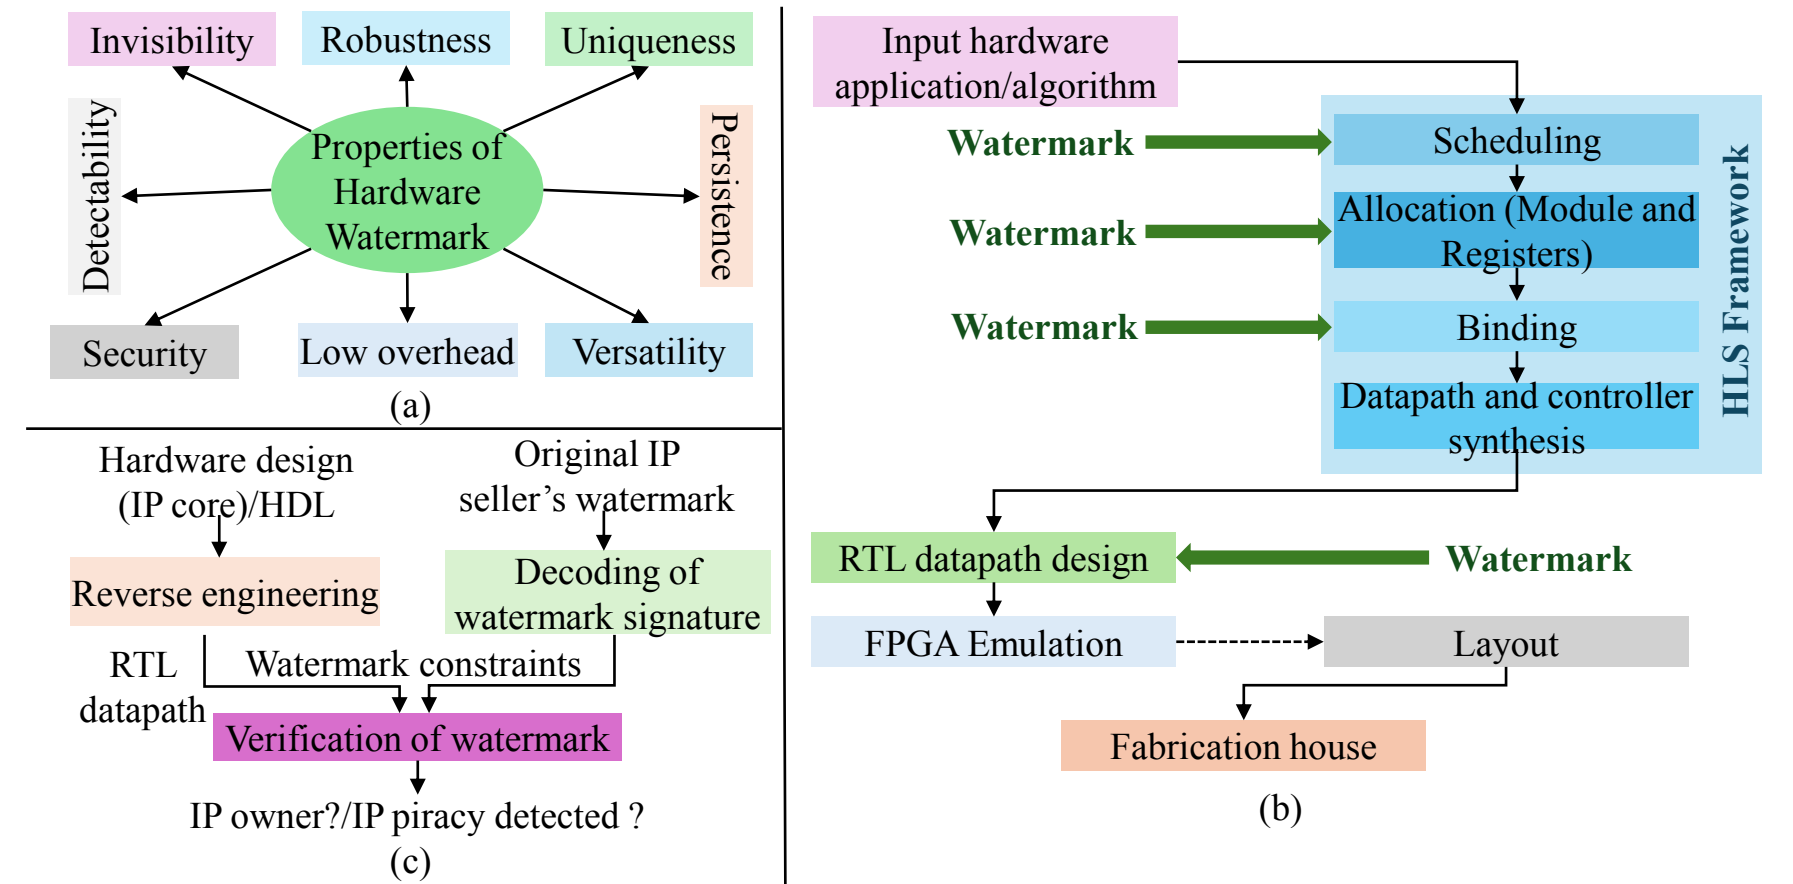 Invisibility
Robustness
Uniqueness
Detectability
Properties of
Hardware
Watermark
Persistence
Security
Low overhead
Versatility
(a)
Hardware design
(IP core)/HDL
Original IP
seller’s watermark
Reverse engineering
Decoding of
watermark signature
RTL
datapath
Watermark constraints
Verification of watermark
IP owner?/IP piracy detected ?
(c)
Input hardware
application/algorithm
Watermark
Scheduling
Watermark
Allocation (Module and
Registers)
Watermark
Binding
Datapath and controller
synthesis
HLS Framework
RTL datapath design
Watermark
FPGA Emulation
Layout
Fabrication house
(b)